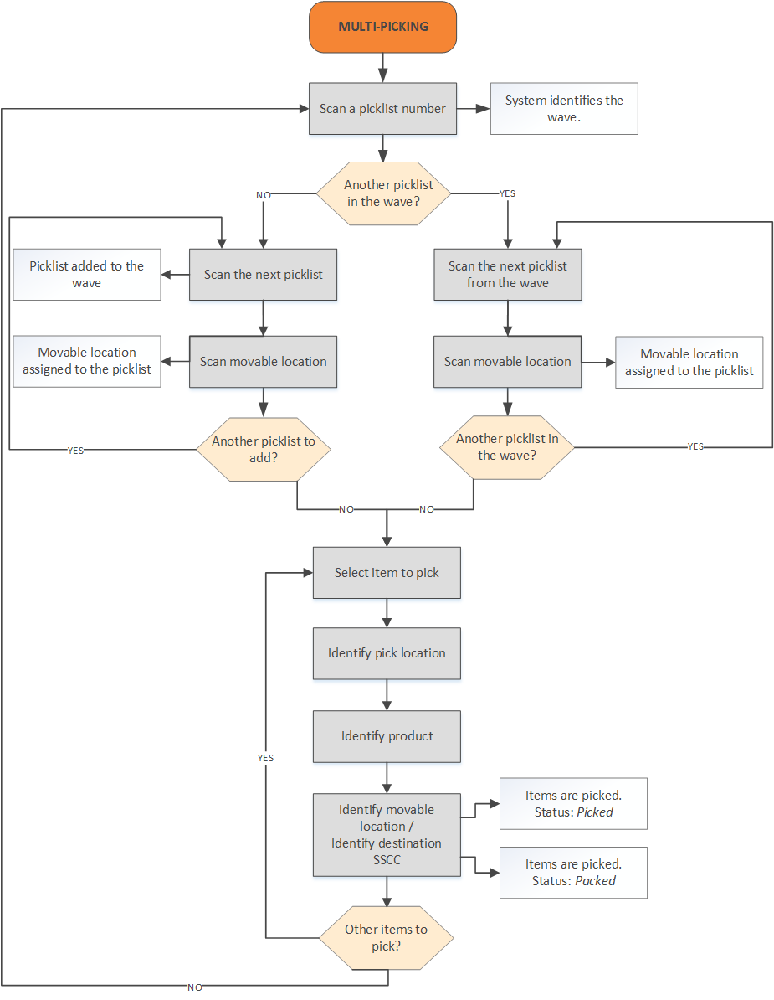 MULTI-PICKING
Scan a picklist number
System identifies the
wave.
Another picklist
in the wave?
NO
YES
Picklist added to the
wave
Scan the next picklist
Scan the next picklist
from the wave
Movable location
assigned to the picklist
Scan movable location
Scan movable location
Movable location
assigned to the picklist
Another picklist to
add?
YES
Another picklist in
the wave?
YES
NO
NO
Select item to pick
Identify pick location
Identify product
YES
Identify movable
location /
Identify destination
SSCC
Items are picked.
Status: Picked
Items are picked.
Status: Packed
Other items to
pick?
NO